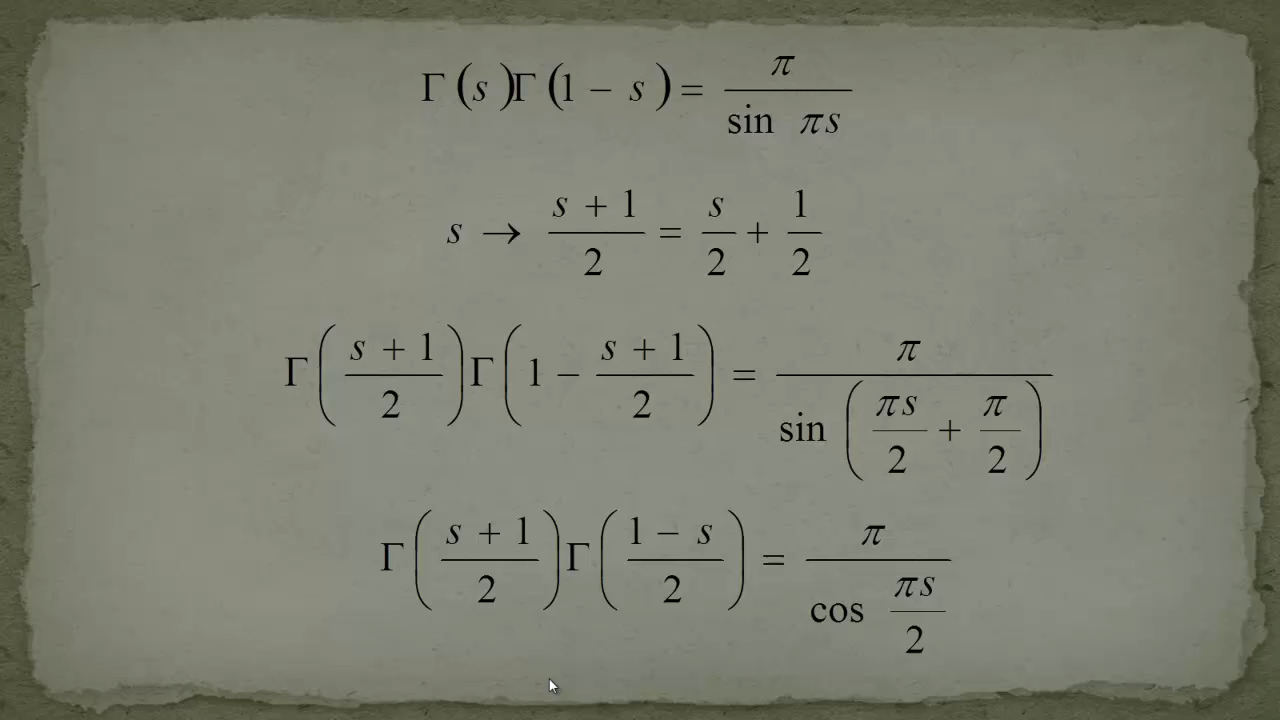 Γ(s)Γ(1 − s) = π / sin πs
s → (s + 1)/2 = s/2 + 1/2
Γ((s + 1)/2)Γ(1 − (s + 1)/2) = π / sin(πs/2 + π/2)
Γ((s + 1)/2)Γ((1 − s)/2) = π / cos πs/2